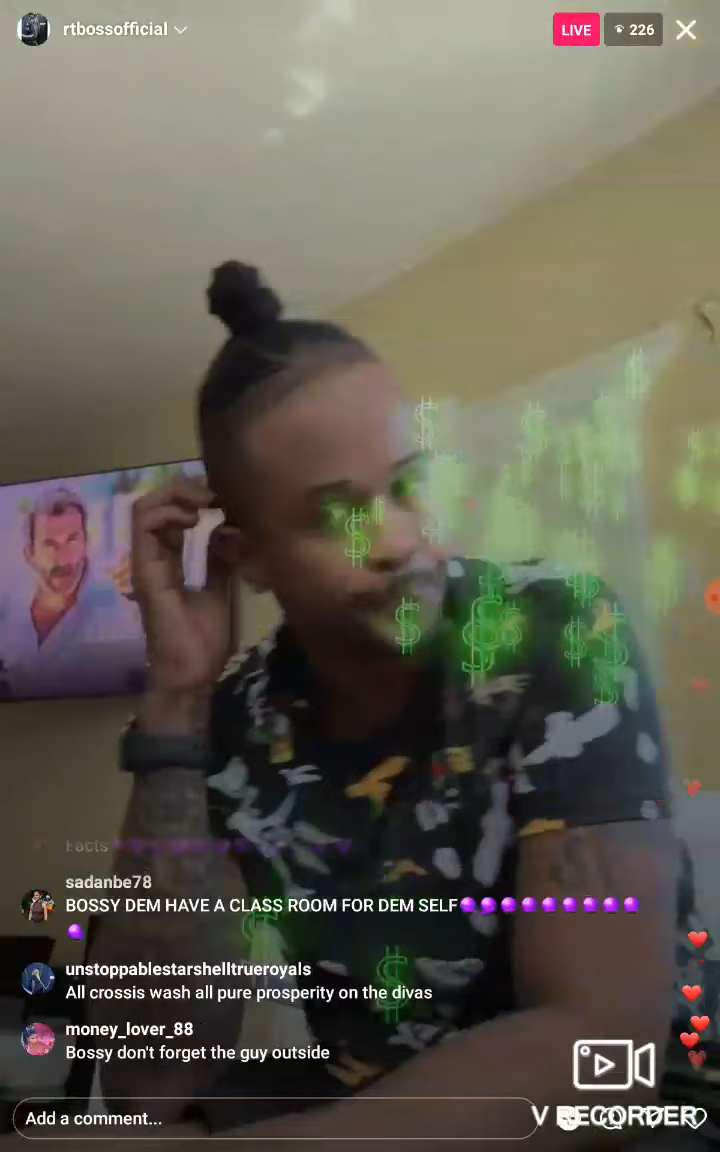 rtbossofficial
LIVE
226
Facts
sadanbe78
BOSSY DEM HAVE A CLASS ROOM FOR DEM SELF🟣🟣🟣🟣🟣🟣🟣🟣🟣
🟣
unstoppablestarshelltrueroyals
All crossis wash all pure prosperity on the divas
money_lover_88
Bossy don't forget the guy outside
Add a comment...
V RECORDER